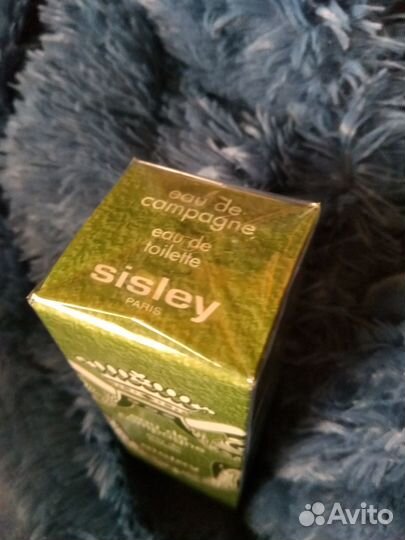 eau de
campagne
eau de
toilette
sisley
PARIS
Avito